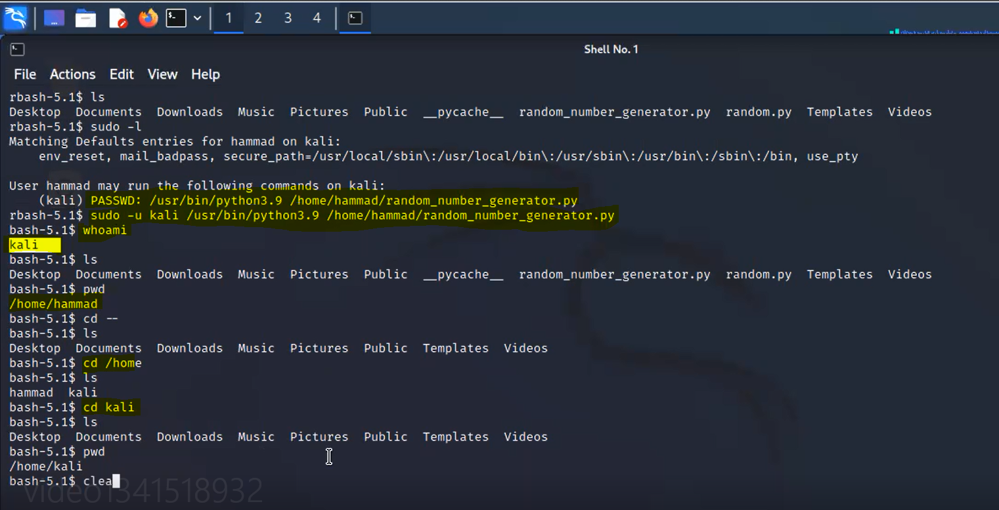 1 2 3 4
Shell No. 1
File Actions Edit View Help
rbash-5.1$ ls
Desktop Documents Downloads Music Pictures Public __pycache__ random_number_generator.py random.py Templates Videos
rbash-5.1$ sudo -l
Matching Defaults entries for hammad on kali:
    env_reset, mail_badpass, secure_path=/usr/local/sbin\:/usr/local/bin\:/usr/sbin\:/usr/bin\:/sbin\:/bin, use_pty
User hammad may run the following commands on kali:
    (kali) PASSWD: /usr/bin/python3.9 /home/hammad/random_number_generator.py
rbash-5.1$ sudo -u kali /usr/bin/python3.9 /home/hammad/random_number_generator.py
bash-5.1$ whoami
kali
bash-5.1$ ls
Desktop Documents Downloads Music Pictures Public __pycache__ random_number_generator.py random.py Templates Videos
bash-5.1$ pwd
/home/hammad
bash-5.1$ cd --
bash-5.1$ ls
Desktop Documents Downloads Music Pictures Public Templates Videos
bash-5.1$ cd /home
bash-5.1$ ls
hammad kali
bash-5.1$ cd kali
bash-5.1$ ls
Desktop Documents Downloads Music Pictures Public Templates Videos
bash-5.1$ pwd
/home/kali
bash-5.1$ clea
video1341518932